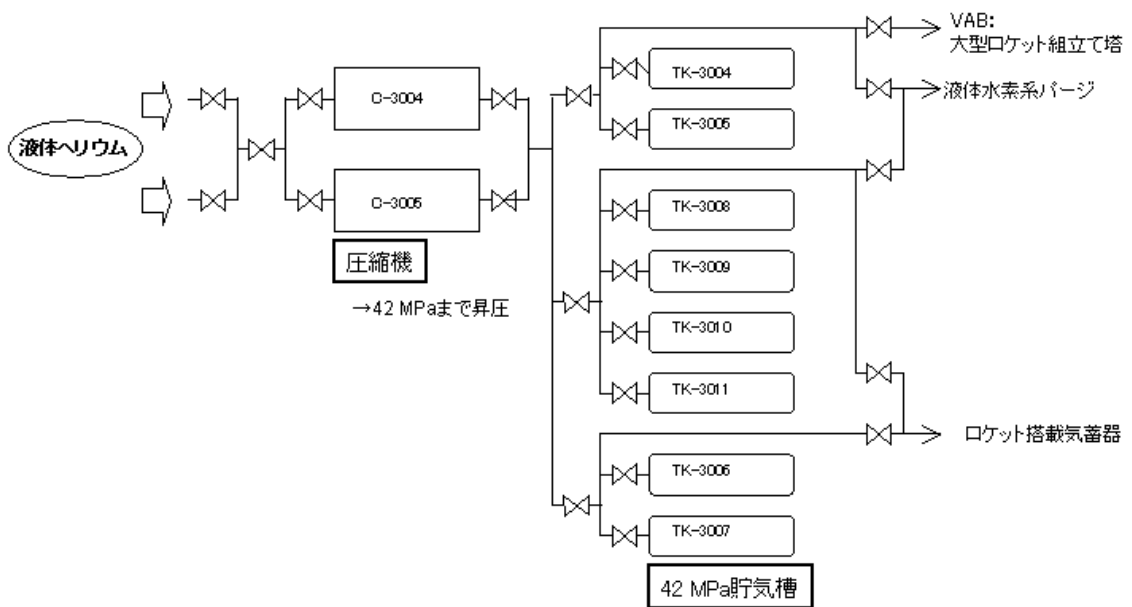 VAB:
大型ロケット組立て塔
TK-3004
C-3004
液体水素系パージ
TK-3005
液体ヘリウム
TK-3008
C-3005
圧縮機
TK-3009
→42 MPaまで昇圧
TK-3010
TK-3011
ロケット搭載気蓄器
TK-3006
TK-3007
42 MPa貯気槽